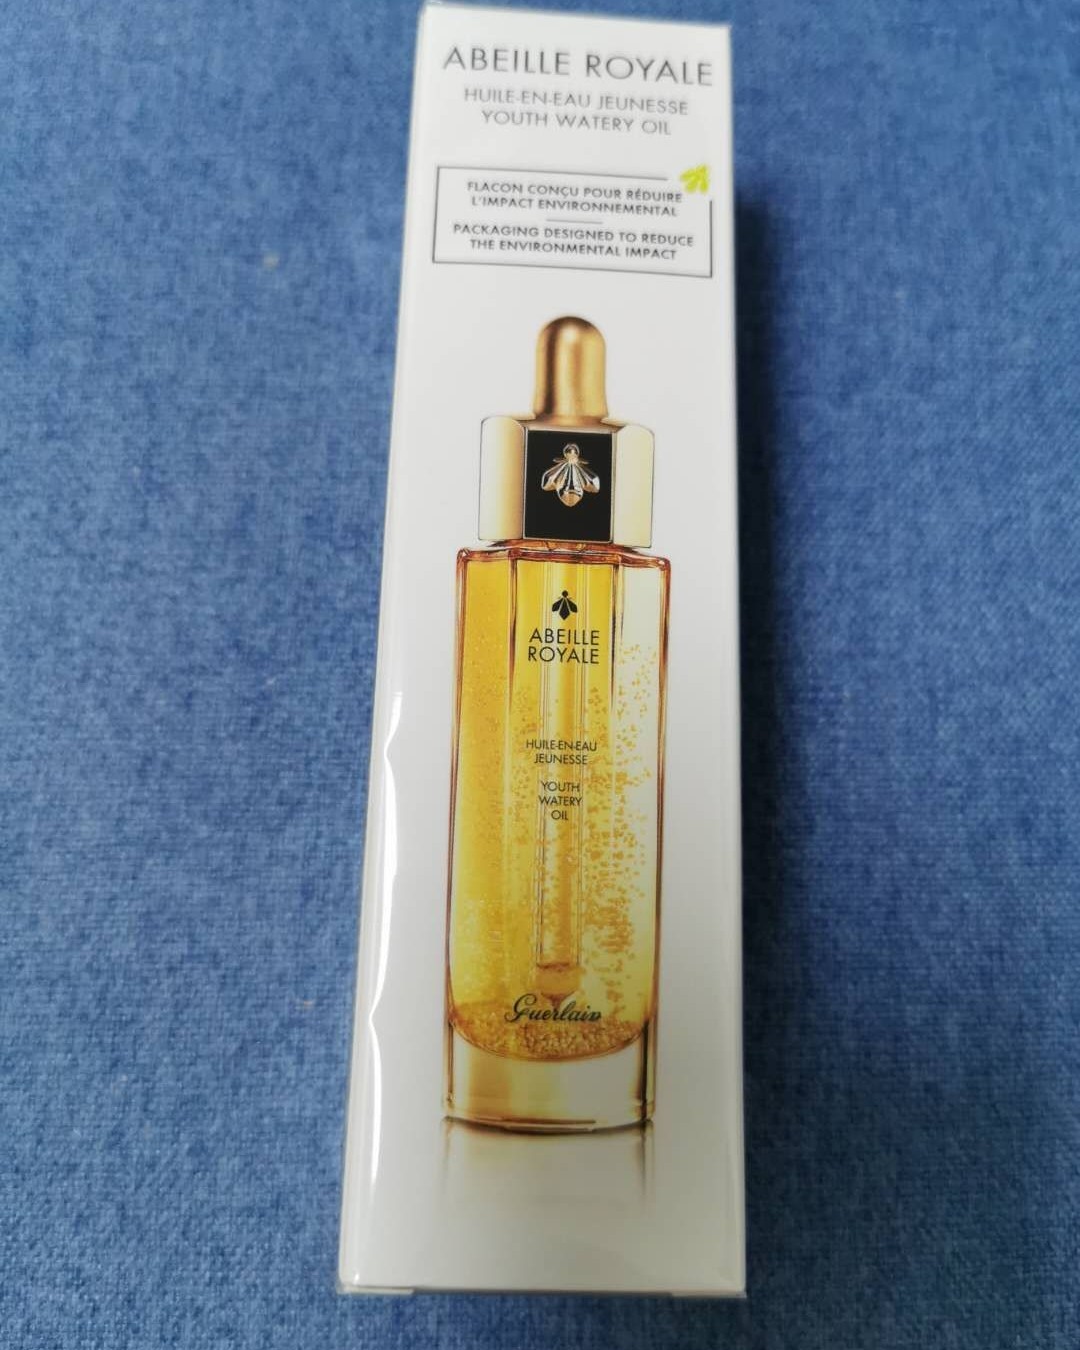 ABEILLE ROYALE
HUILE-EN-EAU JEUNESSE
YOUTH WATERY OIL
FLACON CONÇU POUR RÉDUIRE
L'IMPACT ENVIRONNEMENTAL
PACKAGING DESIGNED TO REDUCE
THE ENVIRONMENTAL IMPACT
ABEILLE
ROYALE
HUILE-EN-EAU
JEUNESSE
YOUTH
WATERY
OIL
Guerlain